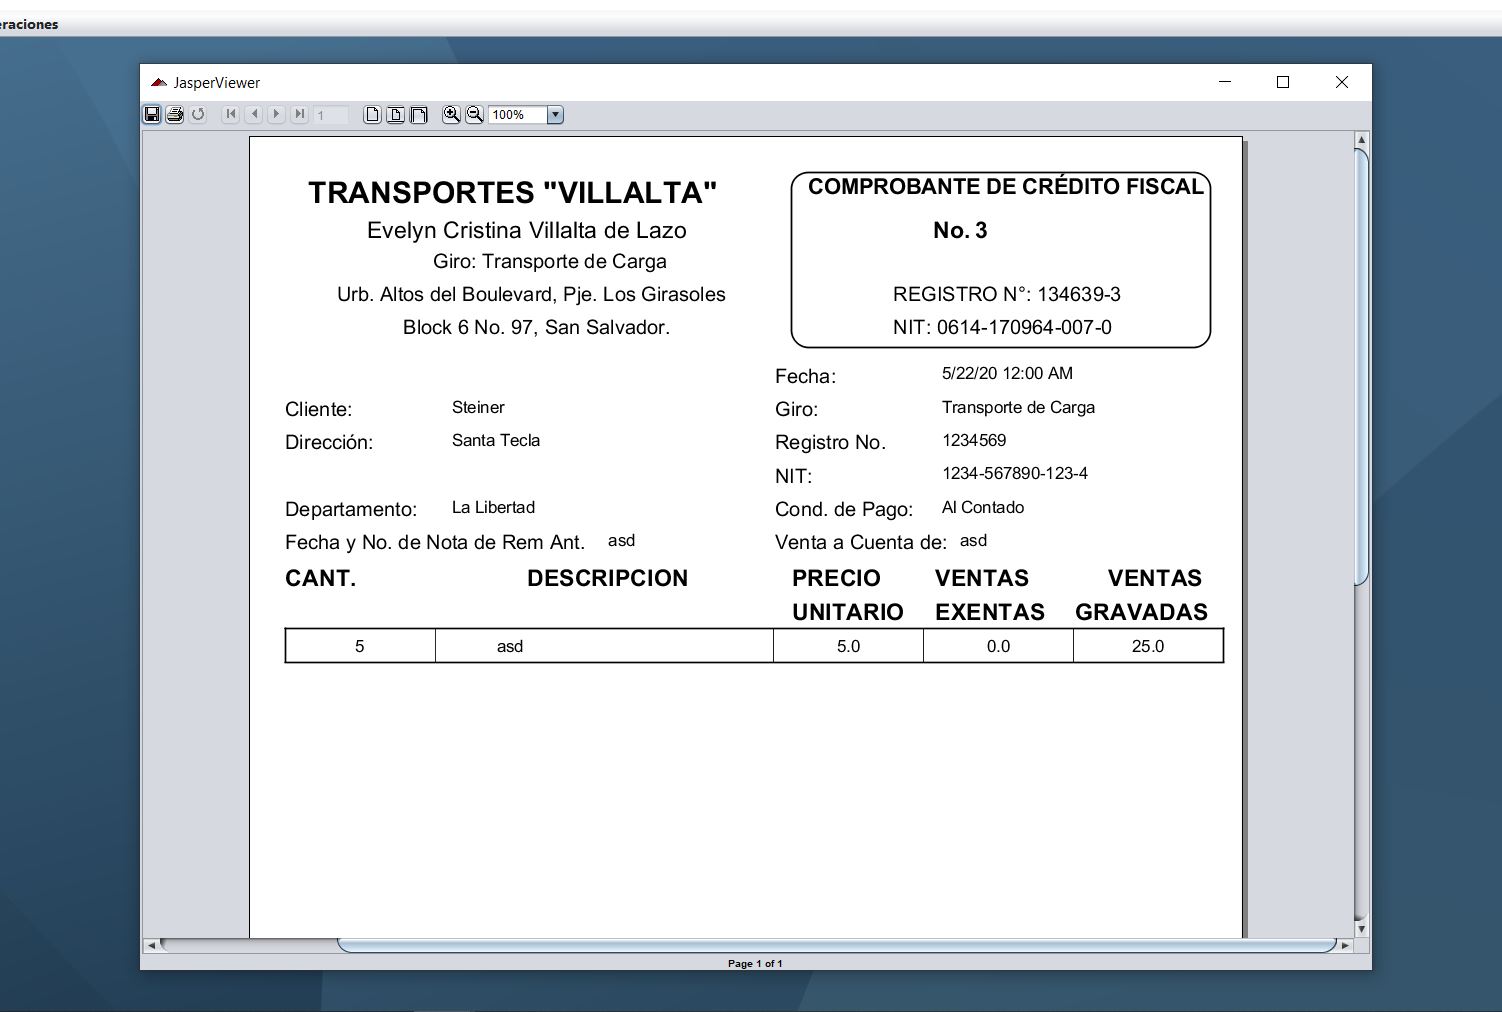 eraciones
JasperViewer
1
100%
TRANSPORTES "VILLALTA"
Evelyn Cristina Villalta de Lazo
Giro: Transporte de Carga
Urb. Altos del Boulevard, Pje. Los Girasoles
Block 6 No. 97, San Salvador.
COMPROBANTE DE CRÉDITO FISCAL
No. 3
REGISTRO N°: 134639-3
NIT: 0614-170964-007-0
Fecha: 5/22/20 12:00 AM
Cliente: Steiner Giro: Transporte de Carga
Dirección: Santa Tecla Registro No. 1234569
NIT: 1234-567890-123-4
Departamento: La Libertad Cond. de Pago: Al Contado
Fecha y No. de Nota de Rem Ant. asd Venta a Cuenta de: asd
CANT. DESCRIPCION PRECIO VENTAS VENTAS
UNITARIO EXENTAS GRAVADAS
5 asd 5.0 0.0 25.0
Page 1 of 1